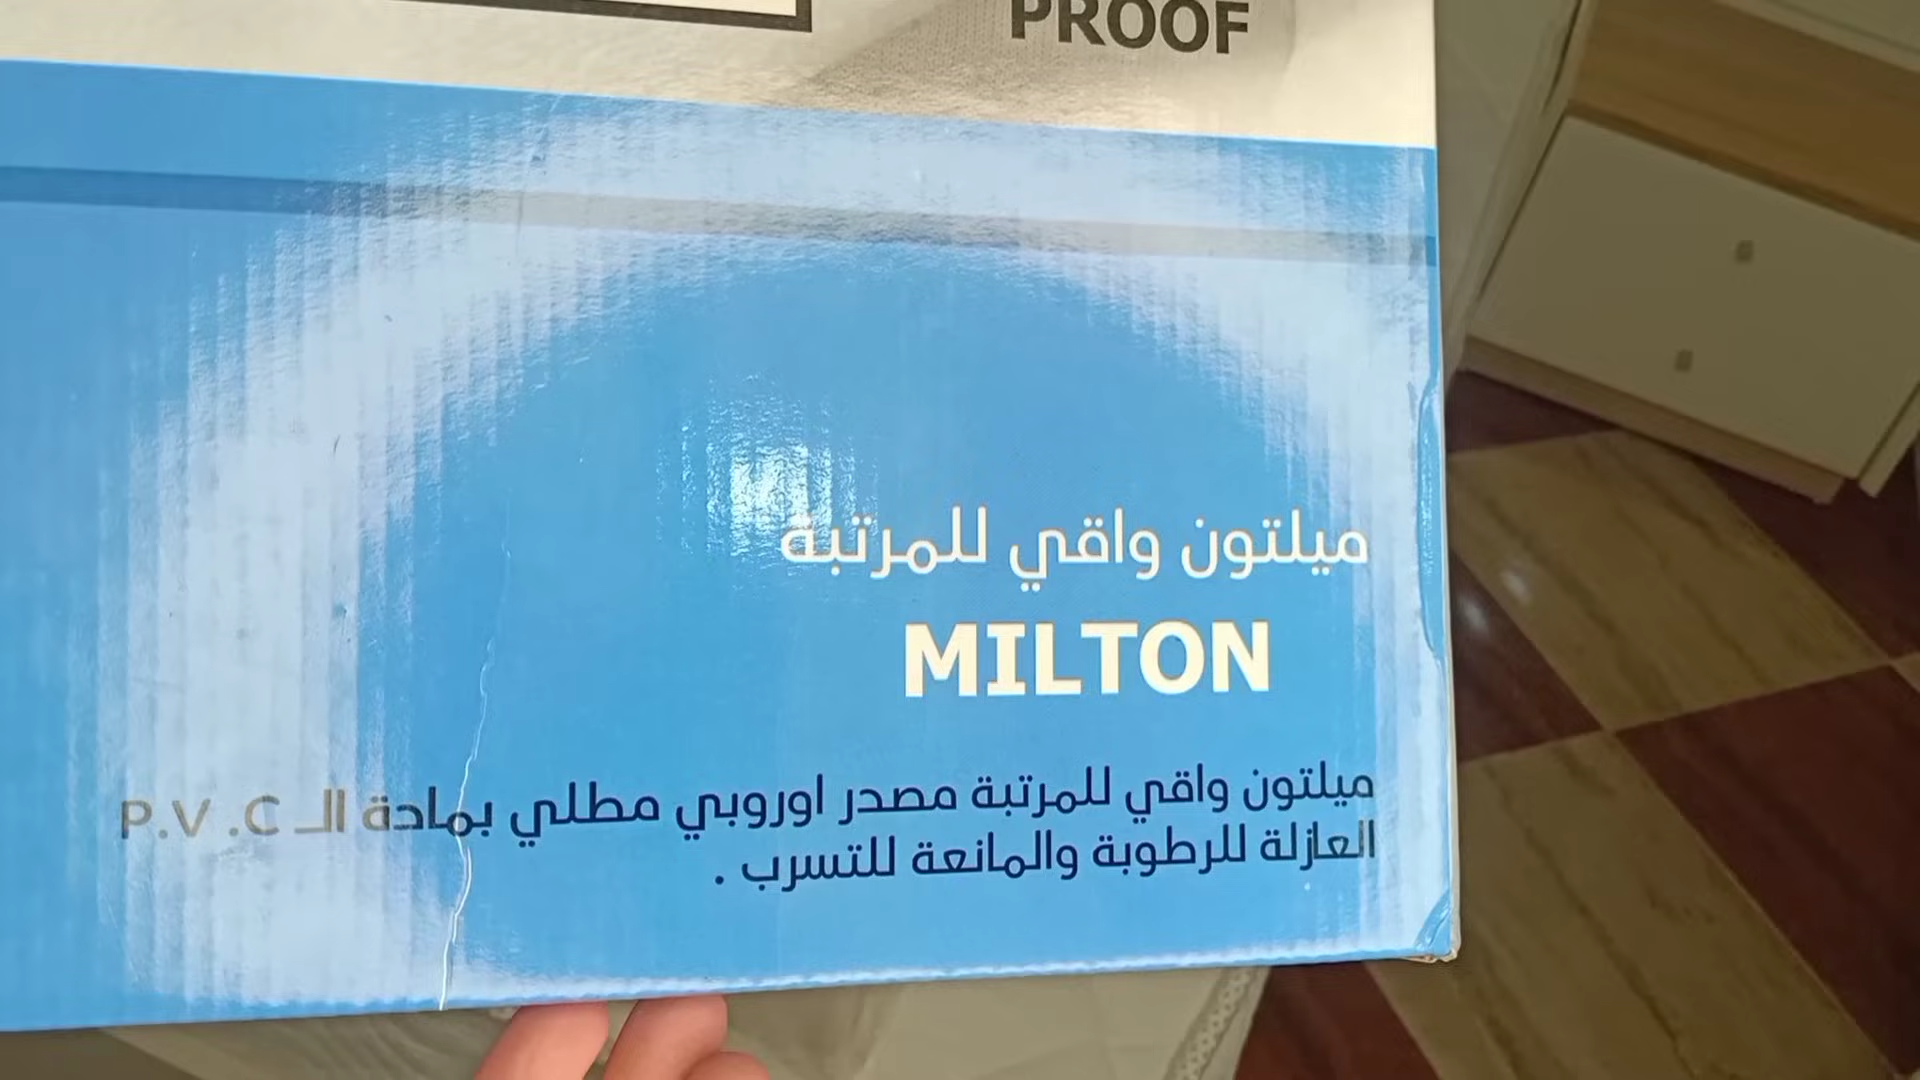 PROOF
ميلتون واقي للمرتبة
MILTON
ميلتون واقي للمرتبة مصدر اوروبي مطلي بمادة الـ P.V.C
العازلة للرطوبة والمانعة للتسرب .